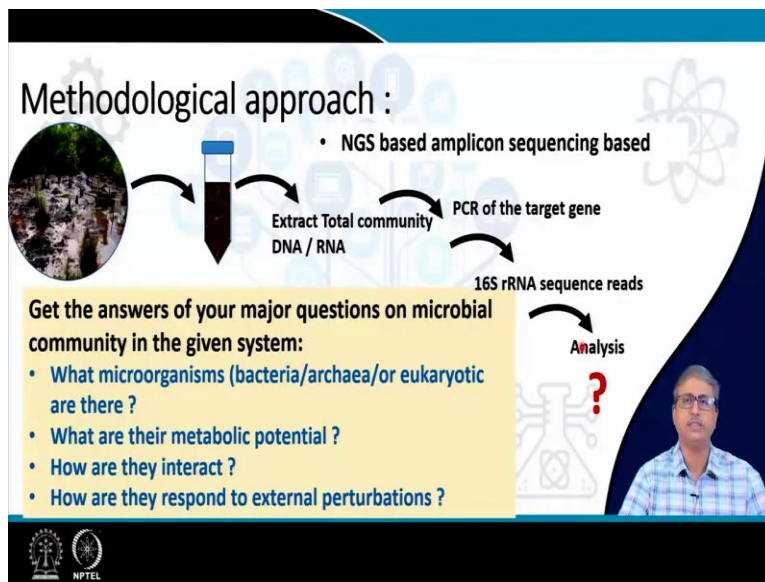 Methodological approach :
• NGS based amplicon sequencing based
Extract Total community
DNA / RNA
PCR of the target gene
16S rRNA sequence reads
Analysis
?
Get the answers of your major questions on microbial
community in the given system:
• What microorganisms (bacteria/archaea/or eukaryotic
are there ?
• What are their metabolic potential ?
• How are they interact ?
• How are they respond to external perturbations ?
NPTEL